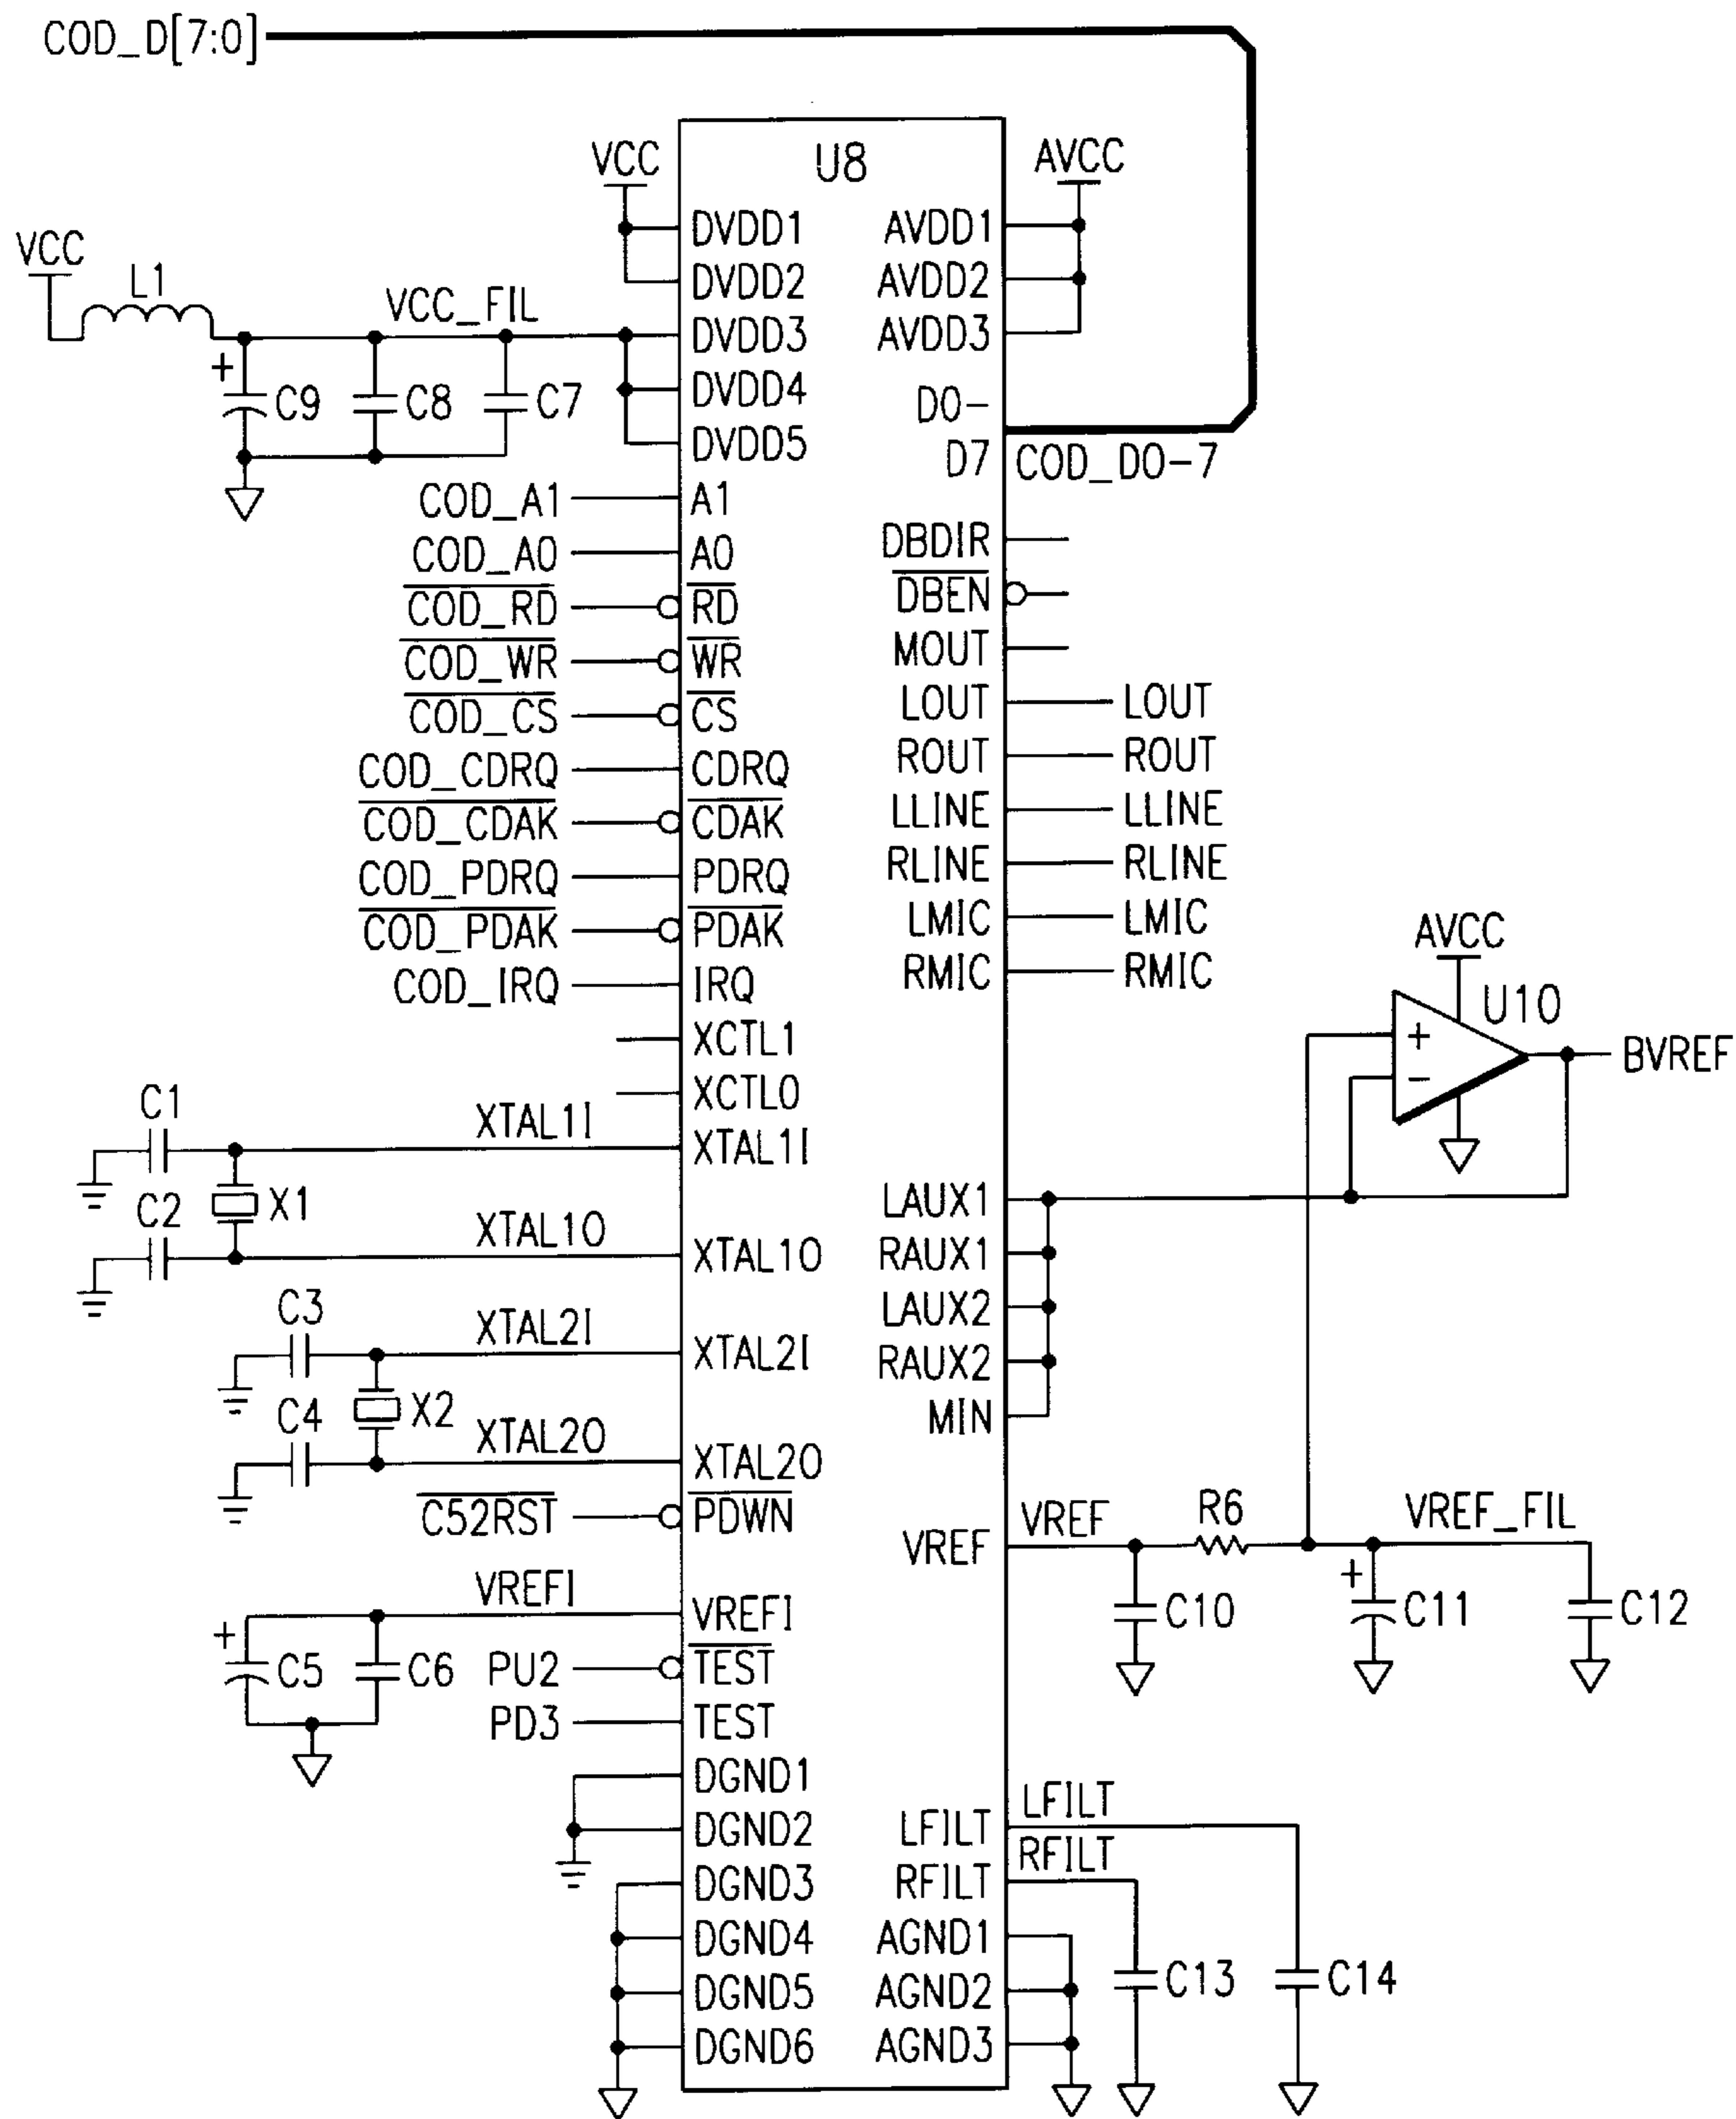 COD_D[7:0]
U8
VCC
AVCC
DVDD1
AVDD1
VCC
L1
DVDD2
AVDD2
VCC_FIL
DVDD3
AVDD3
+
C9
C8
C7
DVDD4
D0-
DVDD5
D7
COD_D0-7
COD_A1
A1
DBDIR
COD_A0
A0
DBEN
COD_RD
RD
MOUT
COD_WR
WR
LOUT
LOUT
COD_CS
CS
ROUT
ROUT
COD_CDRQ
CDRQ
LLINE
LLINE
COD_CDAK
CDAK
RLINE
RLINE
COD_PDRQ
PDRQ
LMIC
LMIC
COD_PDAK
PDAK
RMIC
RMIC
COD_IRQ
IRQ
AVCC
U10
+
-
BVREF
XCTL1
XCTL0
C1
XTAL1I
XTAL1I
X1
C2
XTAL1O
XTAL1O
LAUX1
RAUX1
C3
XTAL2I
XTAL2I
LAUX2
RAUX2
X2
C4
XTAL2O
XTAL2O
MIN
C52RST
PDWN
VREF
VREF
R6
VREF_FIL
VREFI
VREFI
C10
+
C11
C12
+
C5
C6
PU2
TEST
PD3
TEST
DGND1
DGND2
LFILT
LFILT
DGND3
RFILT
RFILT
DGND4
AGND1
DGND5
AGND2
C13
C14
DGND6
AGND3